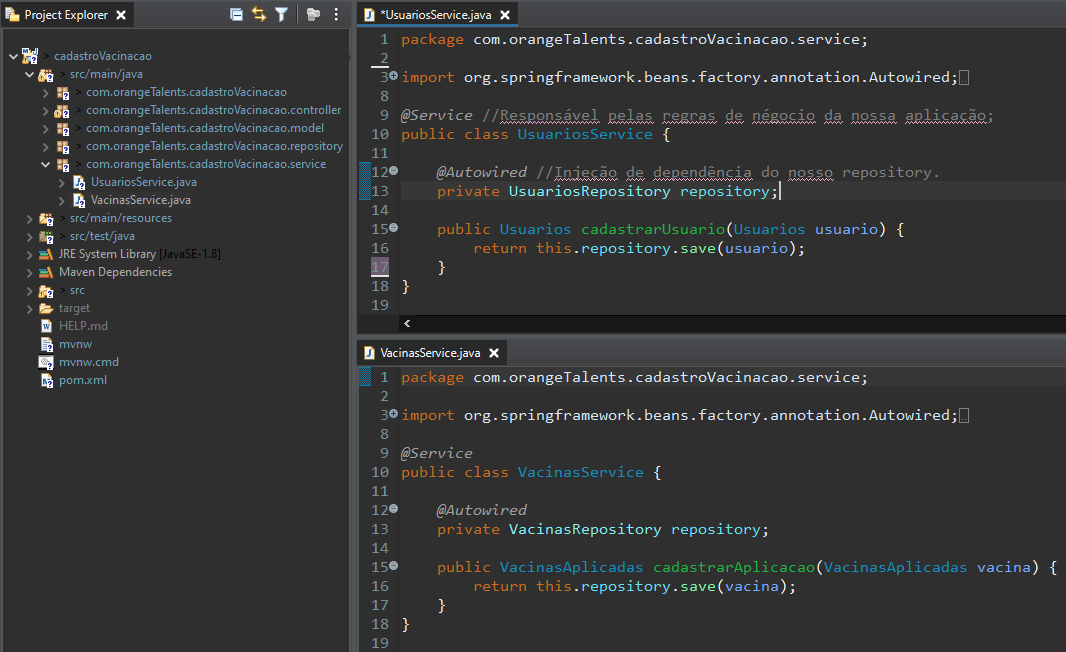 Project Explorer
cadastroVacinacao
src/main/java
com.orangeTalents.cadastroVacinacao
com.orangeTalents.cadastroVacinacao.controller
com.orangeTalents.cadastroVacinacao.model
com.orangeTalents.cadastroVacinacao.repository
com.orangeTalents.cadastroVacinacao.service
UsuariosService.java
VacinasService.java
src/main/resources
src/test/java
JRE System Library [JavaSE-1.8]
Maven Dependencies
src
target
HELP.md
mvnw
mvnw.cmd
pom.xml
*UsuariosService.java
1 package com.orangeTalents.cadastroVacinacao.service;
2
3 import org.springframework.beans.factory.annotation.Autowired;
8
9 @Service //Responsável pelas regras de négocio da nossa aplicação;
10 public class UsuariosService {
11
12 @Autowired //Injeção de dependência do nosso repository.
13 private UsuariosRepository repository;
14
15 public Usuarios cadastrarUsuario(Usuarios usuario) {
16 return this.repository.save(usuario);
17 }
18 }
19
VacinasService.java
1 package com.orangeTalents.cadastroVacinacao.service;
2
3 import org.springframework.beans.factory.annotation.Autowired;
8
9 @Service
10 public class VacinasService {
11
12 @Autowired
13 private VacinasRepository repository;
14
15 public VacinasAplicadas cadastrarAplicacao(VacinasAplicadas vacina) {
16 return this.repository.save(vacina);
17 }
18 }
19